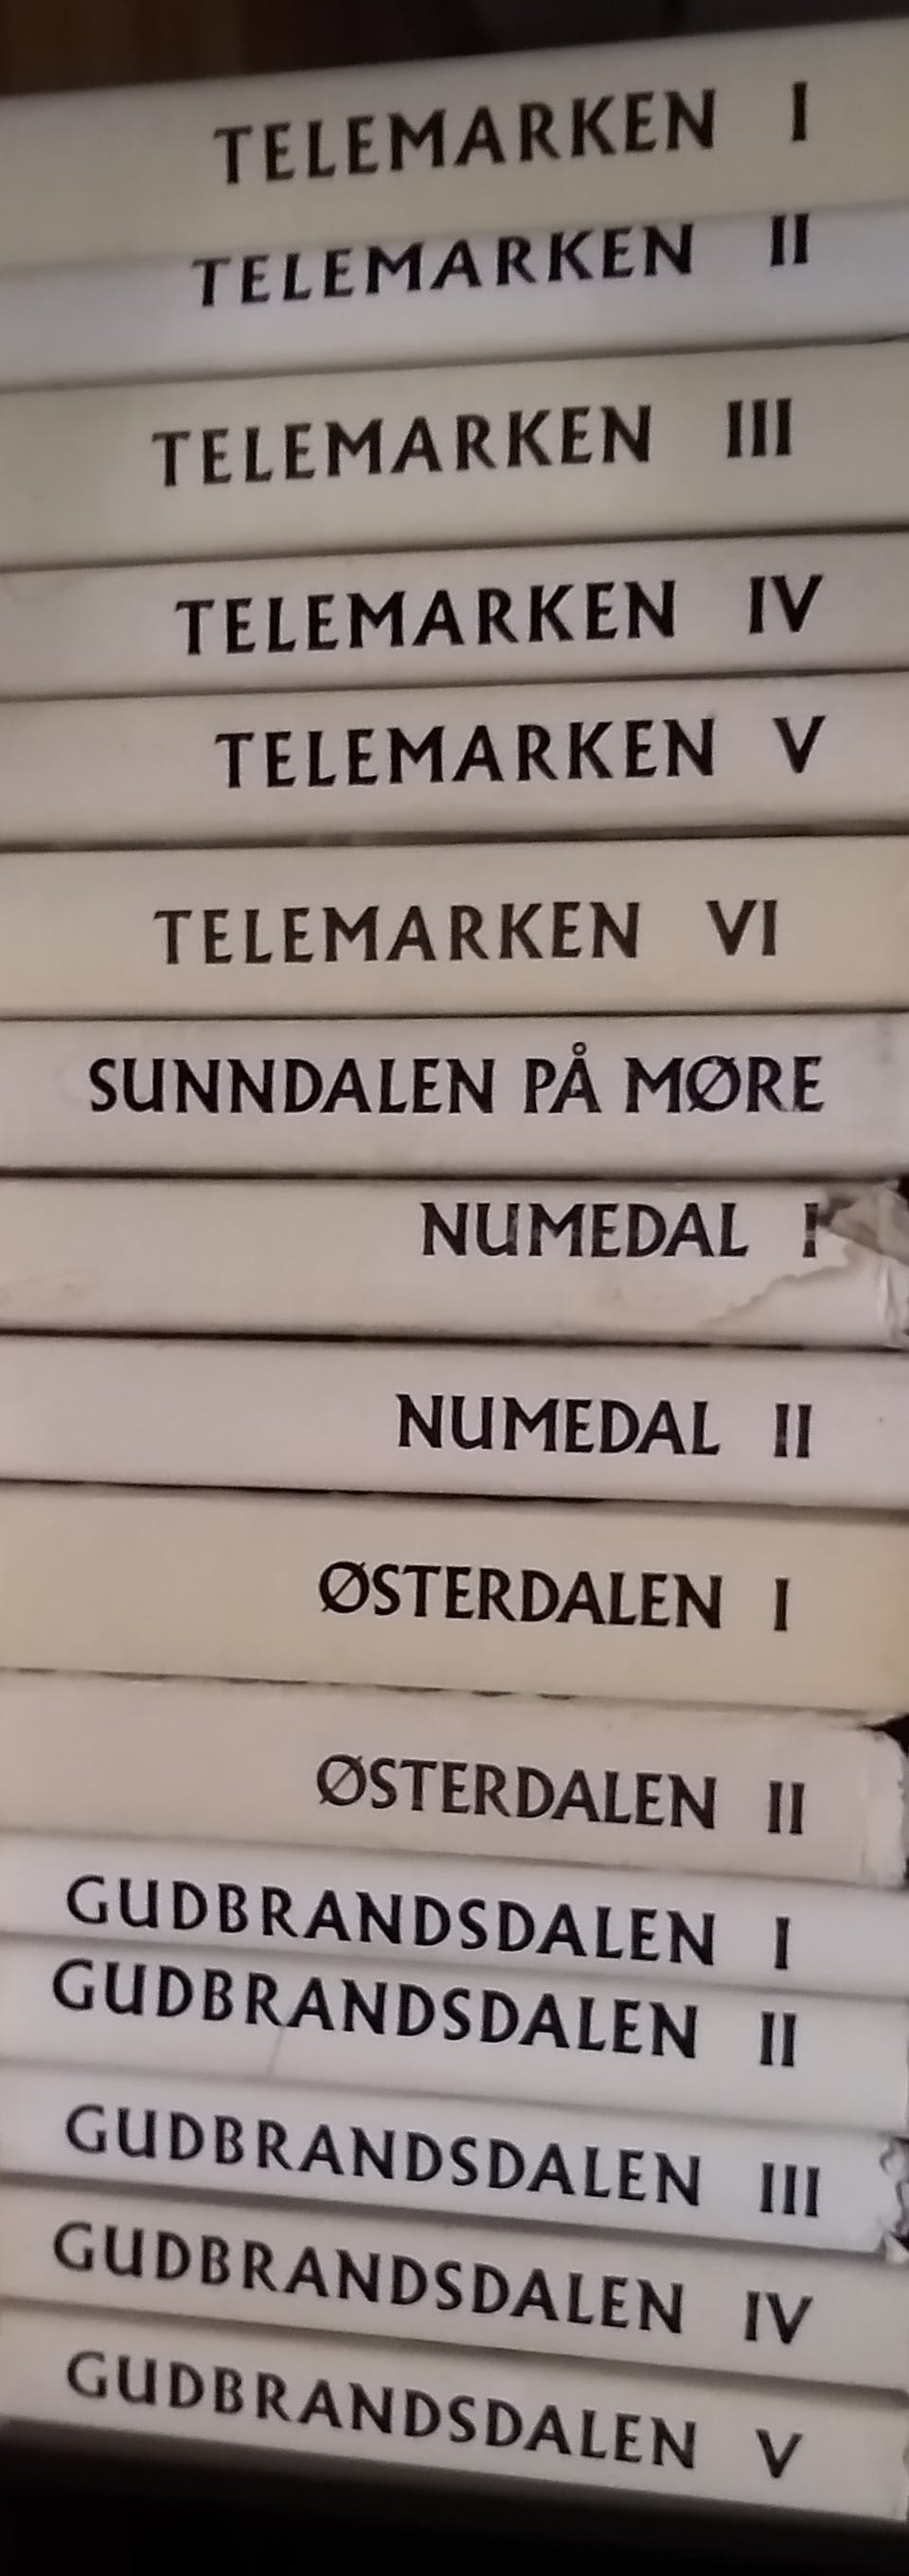 TELEMARKEN I
TELEMARKEN II
TELEMARKEN III
TELEMARKEN IV
TELEMARKEN V
TELEMARKEN VI
SUNNDALEN PÅ MØRE
NUMEDAL I
NUMEDAL II
ØSTERDALEN I
ØSTERDALEN II
GUDBRANDSDALEN I
GUDBRANDSDALEN II
GUDBRANDSDALEN III
GUDBRANDSDALEN IV
GUDBRANDSDALEN V